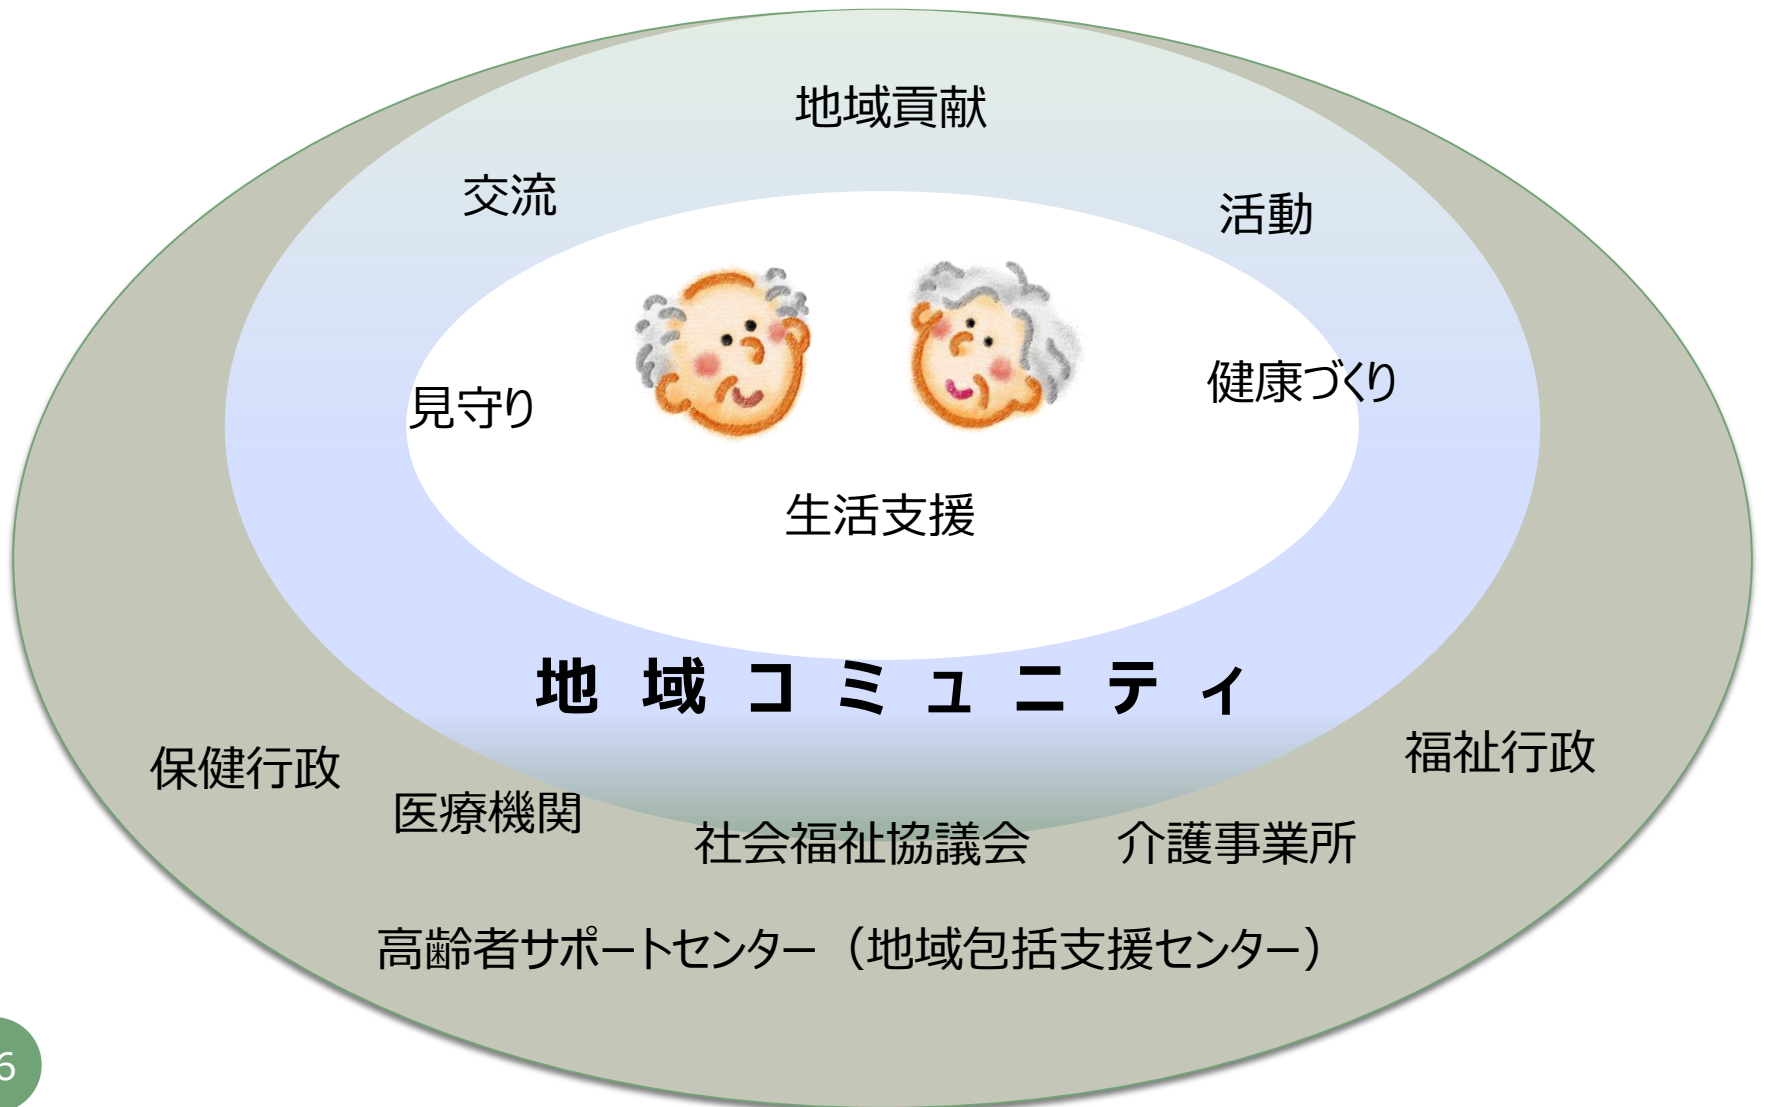 地域貢献
交流
活動
健康づくり
見守り
生活支援
地域コミュニティ
福祉行政
保健行政
医療機関
社会福祉協議会
介護事業所
高齢者サポートセンター（地域包括支援センター）
6